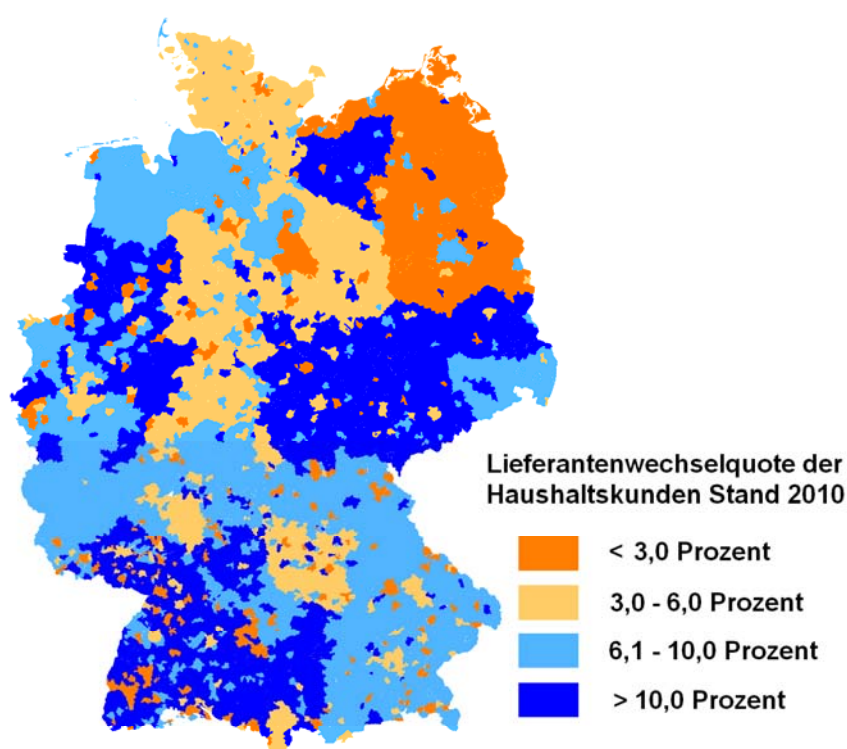 Lieferantenwechselquote der
Haushaltskunden Stand 2010
< 3,0 Prozent
3,0 - 6,0 Prozent
6,1 - 10,0 Prozent
> 10,0 Prozent